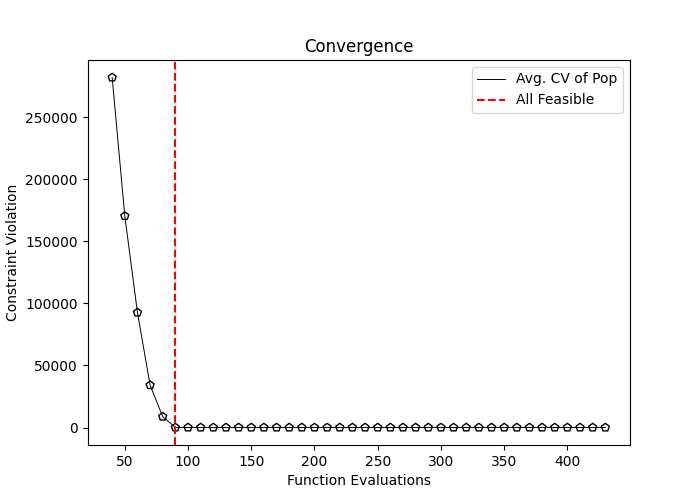 Convergence
Avg. CV of Pop
All Feasible
Constraint Violation
250000
200000
150000
100000
50000
0
50 100 150 200 250 300 350 400
Function Evaluations